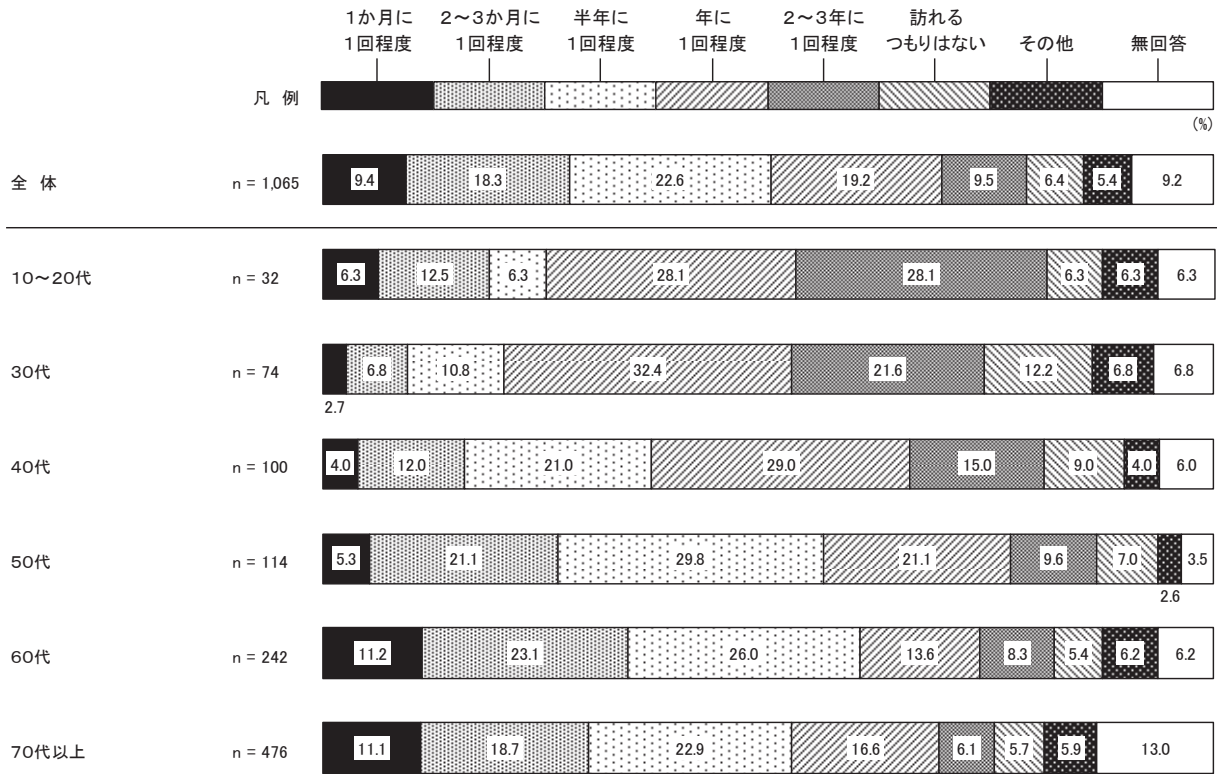 1か月に 2～3か月に 半年に 年に 2～3年に 訪れる
1回程度 1回程度 1回程度 1回程度 1回程度 つもりはない その他 無回答
凡 例
(%)
全 体 n = 1,065 9.4 18.3 22.6 19.2 9.5 6.4 5.4 9.2
10～20代 n = 32 6.3 12.5 6.3 28.1 28.1 6.3 6.3 6.3
30代 n = 74 6.8 10.8 32.4 21.6 12.2 6.8 6.8
2.7
40代 n = 100 4.0 12.0 21.0 29.0 15.0 9.0 4.0 6.0
50代 n = 114 5.3 21.1 29.8 21.1 9.6 7.0 3.5
2.6
60代 n = 242 11.2 23.1 26.0 13.6 8.3 5.4 6.2 6.2
70代以上 n = 476 11.1 18.7 22.9 16.6 6.1 5.7 5.9 13.0